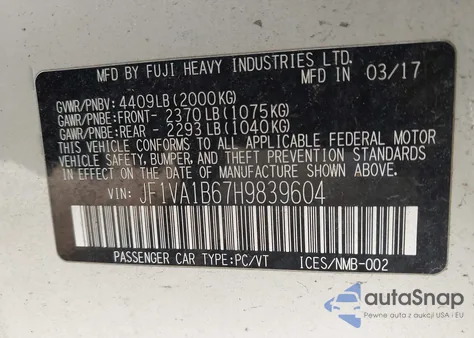 MFD BY FUJI HEAVY INDUSTRIES LTD.
IN 03/17
GVWR/PNBV: 4409LB(2000KG)
GAWR/PNBE:FRONT- 2370 LB(1075KG)
GAWR/PNBE:REAR - 2293 LB(1040KG)
THIS VEHICLE CONFORMS TO ALL APPLICABLE FEDERAL MOTOR
VEHICLE SAFETY, BUMPER, AND THEFT PREVENTION STANDARDS
IN EFFECT ON THE DATE OF MANUFACTURE SHOWN ABOVE.
VIN: JF1VA1B67H9839604
PASSENGER CAR TYPE:PC/VT ICES/NMB-002
autoSnap
Pewne auta z aukcji USA i EU